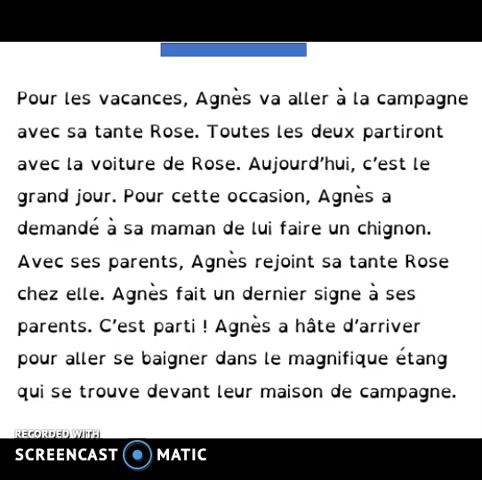 Pour les vacances, Agnès va aller à la campagne
avec sa tante Rose. Toutes les deux partiront
avec la voiture de Rose. Aujourd'hui, c'est le
grand jour. Pour cette occasion, Agnès a
demandé à sa maman de lui faire un chignon.
Avec ses parents, Agnès rejoint sa tante Rose
chez elle. Agnès fait un dernier signe à ses
parents. C'est parti ! Agnès a hâte d'arriver
pour aller se baigner dans le magnifique étang
qui se trouve devant leur maison de campagne.
RECORDED WITH
SCREENCAST MATIC